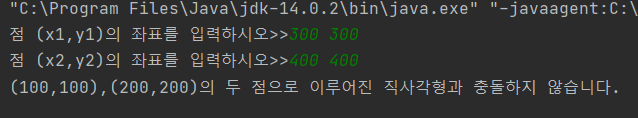 "C:\Program Files\Java\jdk-14.0.2\bin\java.exe" "-javaagent:C:\
점 (x1,y1)의 좌표를 입력하시오>>300 300
점 (x2,y2)의 좌표를 입력하시오>>400 400
(100,100),(200,200)의 두 점으로 이루어진 직사각형과 충돌하지 않습니다.